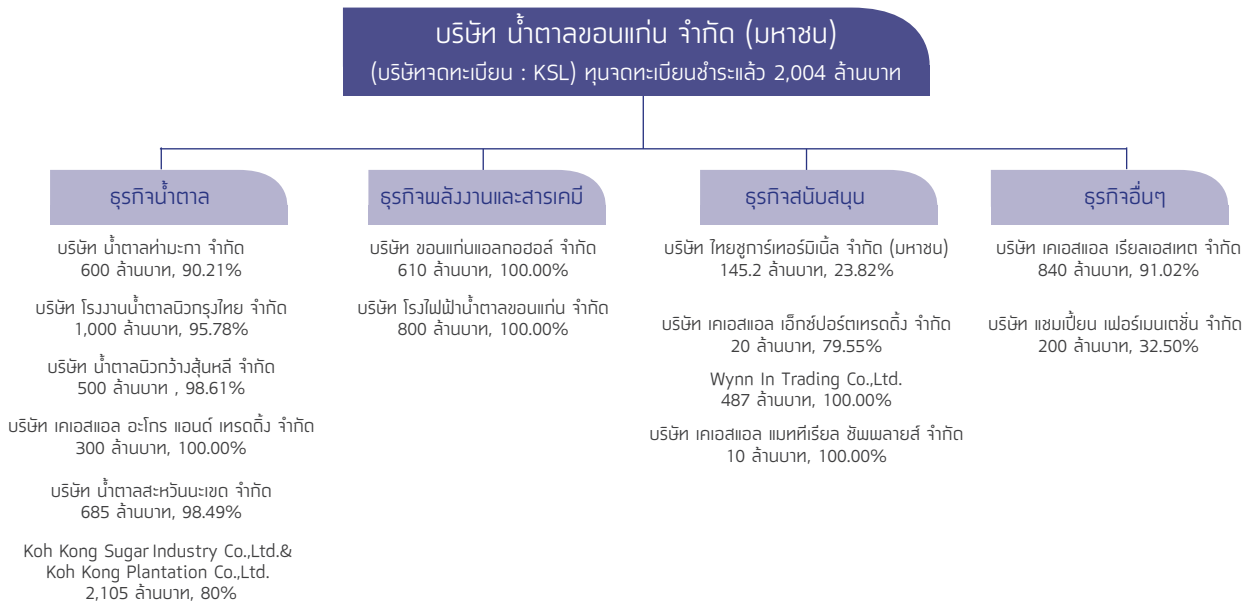 บริษัท น้ำตาลขอนแก่น จำกัด (มหาชน)
(บริษัทจดทะเบียน : KSL) ทุนจดทะเบียนชำระแล้ว 2,004 ล้านบาท
ธุรกิจน้ำตาล
บริษัท น้ำตาลท่ามะกา จำกัด
600 ล้านบาท, 90.21%
บริษัท โรงงานน้ำตาลนิวกรุงไทย จำกัด
1,000 ล้านบาท, 95.78%
บริษัท น้ำตาลนิวกว้างสุ้นหลี จำกัด
500 ล้านบาท , 98.61%
บริษัท เคเอสแอล อะโกร แอนด์ เทรดดิ้ง จำกัด
300 ล้านบาท, 100.00%
บริษัท น้ำตาลสะหวันนะเขด จำกัด
685 ล้านบาท, 98.49%
Koh Kong Sugar Industry Co.,Ltd.&
Koh Kong Plantation Co.,Ltd.
2,105 ล้านบาท, 80%
ธุรกิจพลังงานและสารเคมี
บริษัท ขอนแก่นแอลกอฮอล์ จำกัด
610 ล้านบาท, 100.00%
บริษัท โรงไฟฟ้าน้ำตาลขอนแก่น จำกัด
800 ล้านบาท, 100.00%
ธุรกิจสนับสนุน
บริษัท ไทยชูการ์เทอร์มิเนิ้ล จำกัด (มหาชน)
145.2 ล้านบาท, 23.82%
บริษัท เคเอสแอล เอ็กซ์ปอร์ตเทรดดิ้ง จำกัด
20 ล้านบาท, 79.55%
Wynn In Trading Co.,Ltd.
487 ล้านบาท, 100.00%
บริษัท เคเอสแอล แมททีเรียล ซัพพลายส์ จำกัด
10 ล้านบาท, 100.00%
ธุรกิจอื่นๆ
บริษัท เคเอสแอล เรียลเอสเทต จำกัด
840 ล้านบาท, 91.02%
บริษัท แชมเปี้ยน เฟอร์เมนเตชั่น จำกัด
200 ล้านบาท, 32.50%